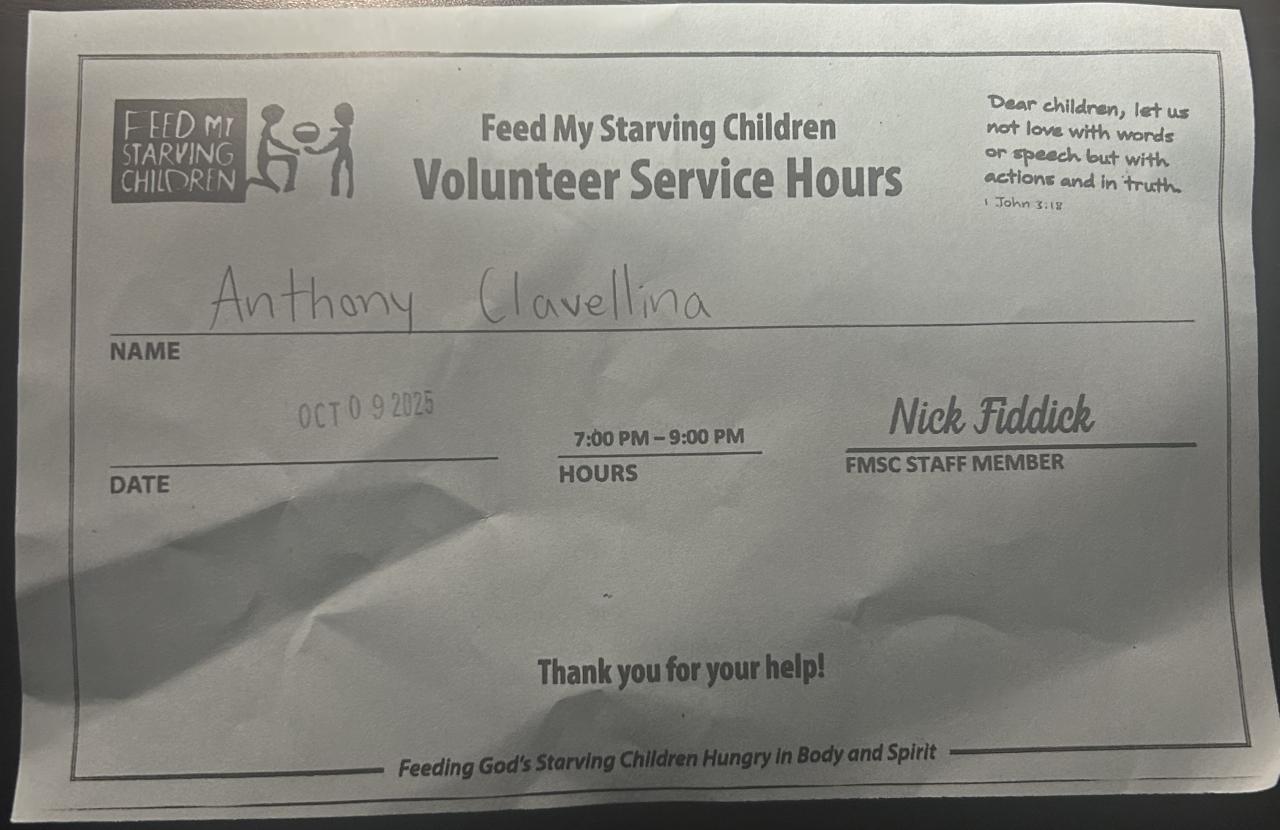 FEED MY
STARVING
CHILDREN
Feed My Starving Children
Volunteer Service Hours
Dear children, let us
not love with words
or speech but with
actions and in truth.
1 John 3:18
Anthony Clavellina
NAME
OCT 09 2025
DATE
7:00 PM – 9:00 PM
HOURS
Nick Fiddick
FMSC STAFF MEMBER
Thank you for your help!
Feeding God's Starving Children Hungry in Body and Spirit